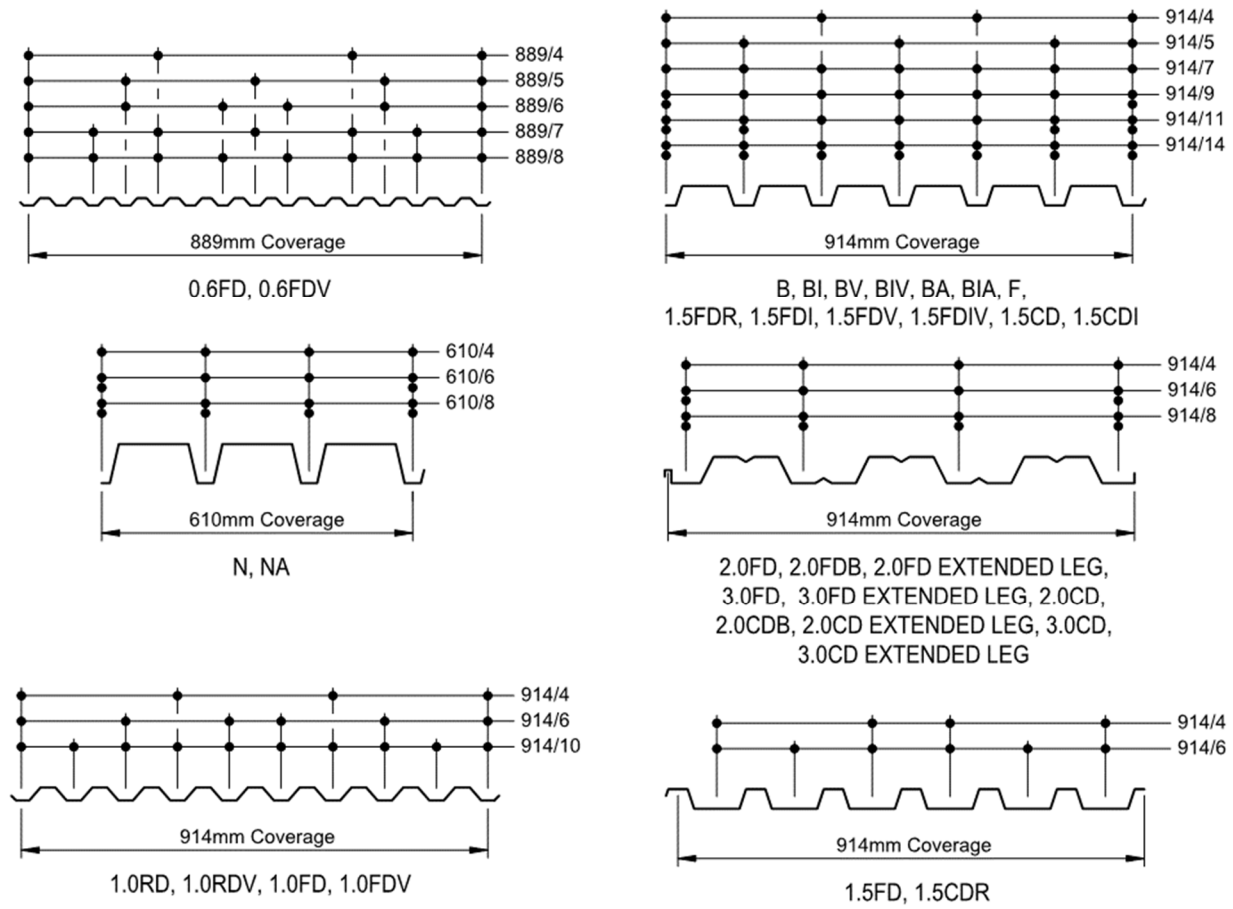 889/4
889/5
889/6
889/7
889/8
889mm Coverage
0.6FD, 0.6FDV
914/4
914/5
914/7
914/9
914/11
914/14
914mm Coverage
B, BI, BV, BIV, BA, BIA, F,
1.5FDR, 1.5FDI, 1.5FDV, 1.5FDIV, 1.5CD, 1.5CDI
610/4
610/6
610/8
610mm Coverage
N, NA
914/4
914/6
914/8
914mm Coverage
2.0FD, 2.0FDB, 2.0FD EXTENDED LEG,
3.0FD, 3.0FD EXTENDED LEG, 2.0CD,
2.0CDB, 2.0CD EXTENDED LEG, 3.0CD,
3.0CD EXTENDED LEG
914/4
914/6
914/10
914mm Coverage
1.0RD, 1.0RDV, 1.0FD, 1.0FDV
914/4
914/6
914mm Coverage
1.5FD, 1.5CDR